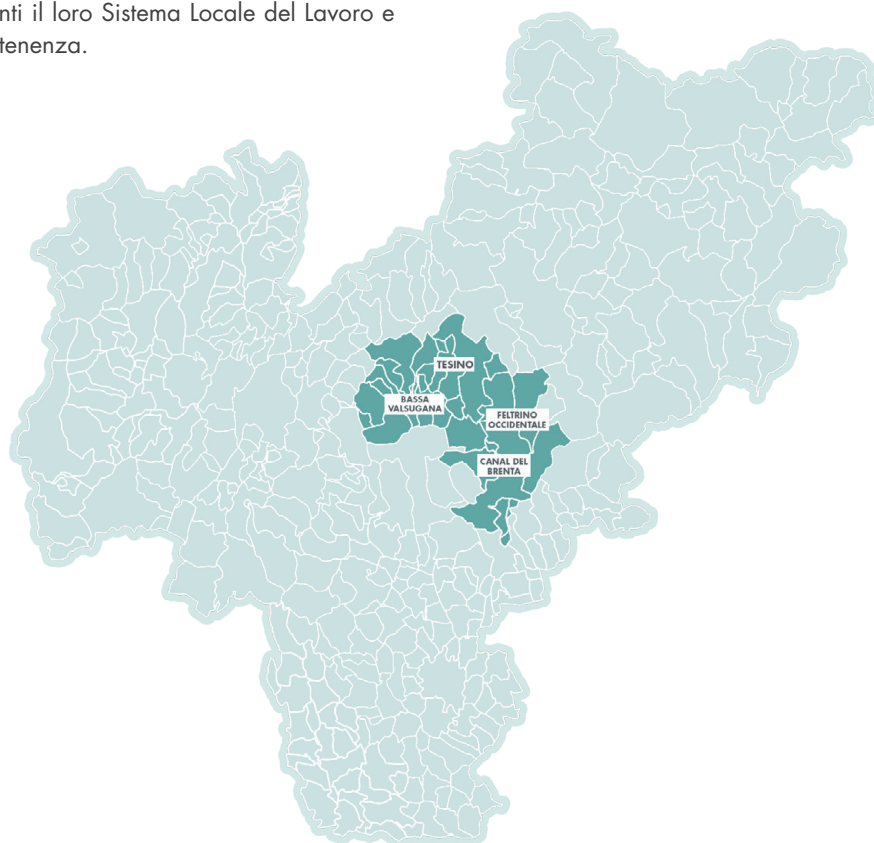 nti il loro Sistema Locale del Lavoro e
tenenza.
TESINO
BASSA
VALSUGANA
FELTRINO
OCCIDENTALE
CANAL DEL
BRENTA